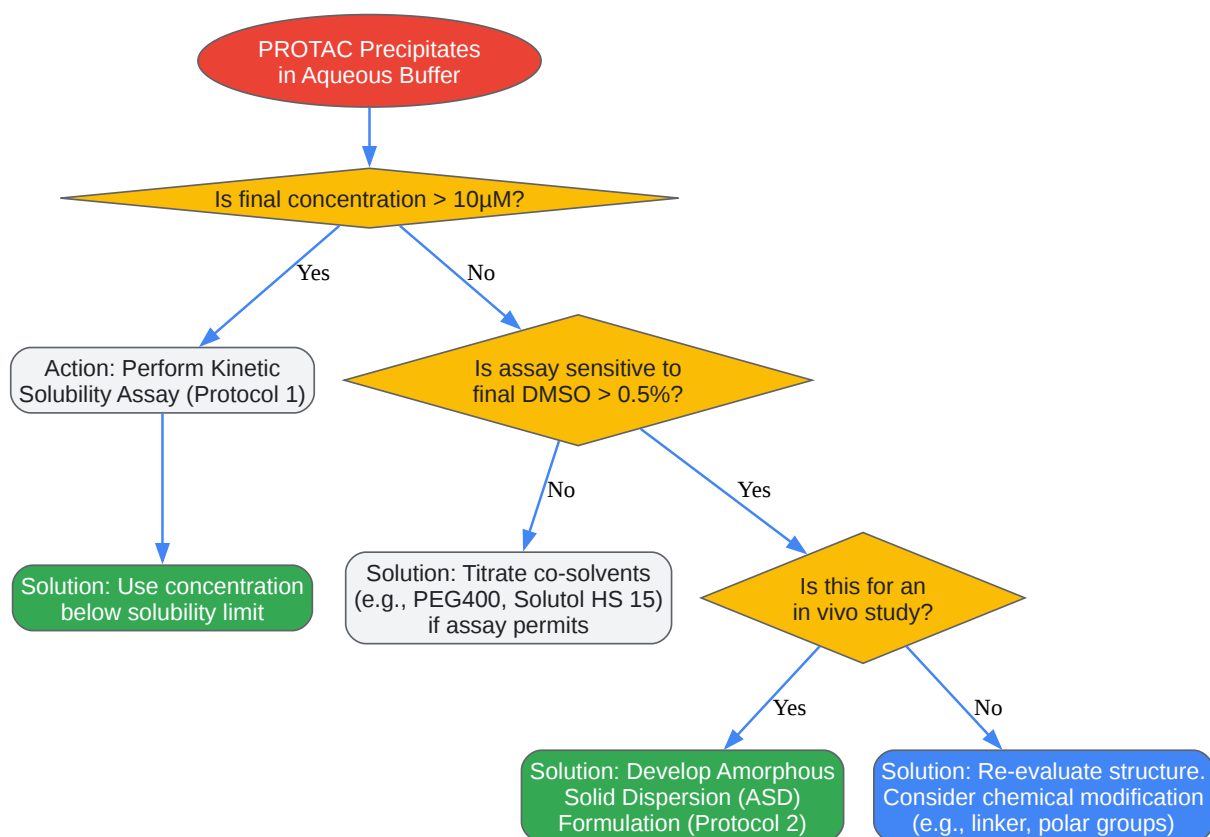 PROTAC Precipitates
in Aqueous Buffer
Is final concentration > 10µM?
Yes
No
Action: Perform Kinetic
Solubility Assay (Protocol 1)
Is assay sensitive to
final DMSO > 0.5%?
No
Yes
Solution: Use concentration
below solubility limit
Solution: Titrate co-solvents
(e.g., PEG400, Solutol HS 15)
if assay permits
Is this for an
in vivo study?
Yes
No
Solution: Develop Amorphous
Solid Dispersion (ASD)
Formulation (Protocol 2)
Solution: Re-evaluate structure.
Consider chemical modification
(e.g., linker, polar groups)